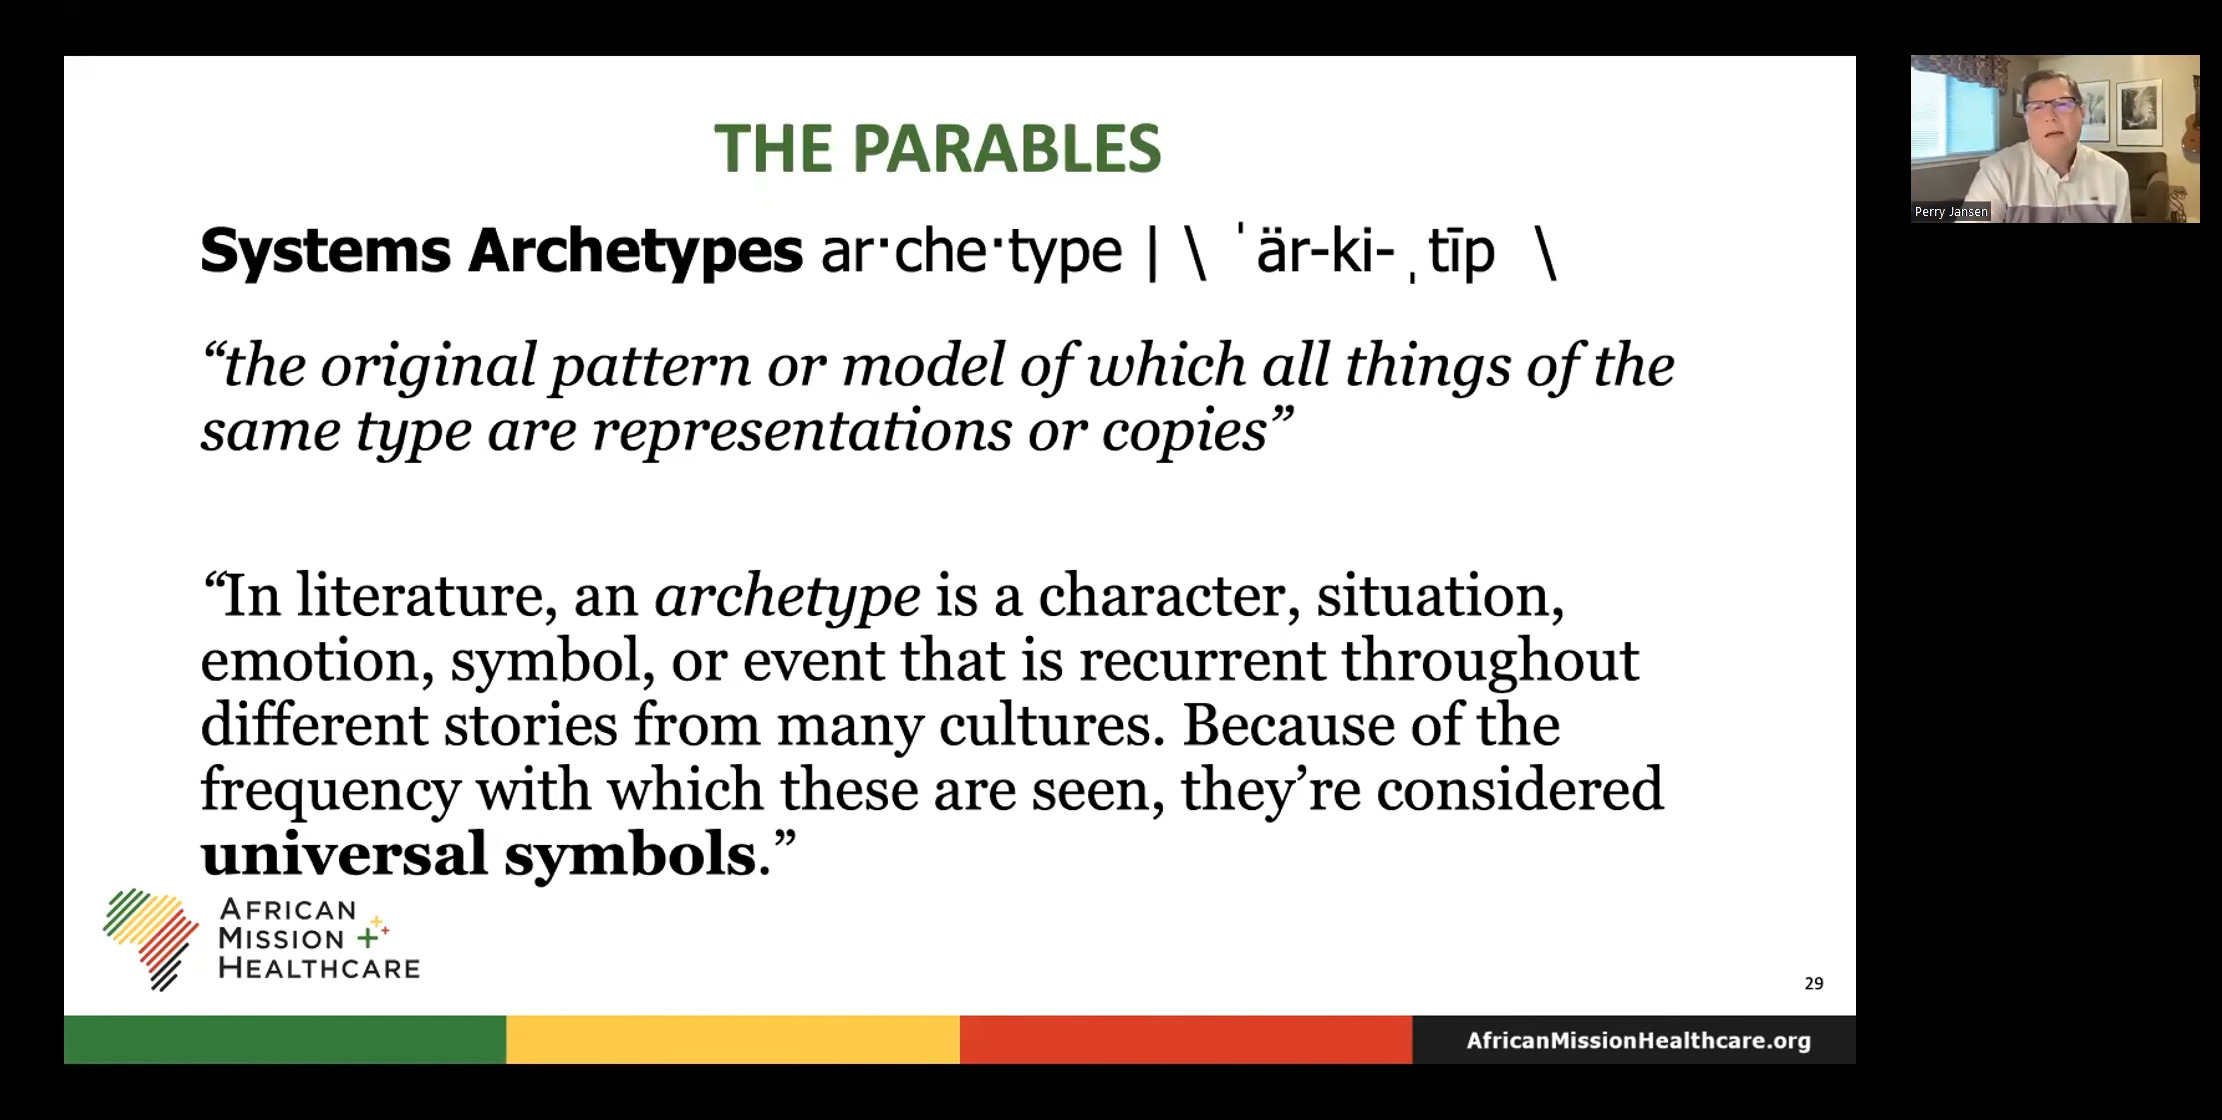 THE PARABLES
Systems Archetypes ar·che·type | \ ˈär-ki-ˌtīp \
“the original pattern or model of which all things of the
same type are representations or copies”
“In literature, an archetype is a character, situation,
emotion, symbol, or event that is recurrent throughout
different stories from many cultures. Because of the
frequency with which these are seen, they’re considered
universal symbols.”
AFRICAN
MISSION
HEALTHCARE
29
AfricanMissionHealthcare.org
Perry Jansen